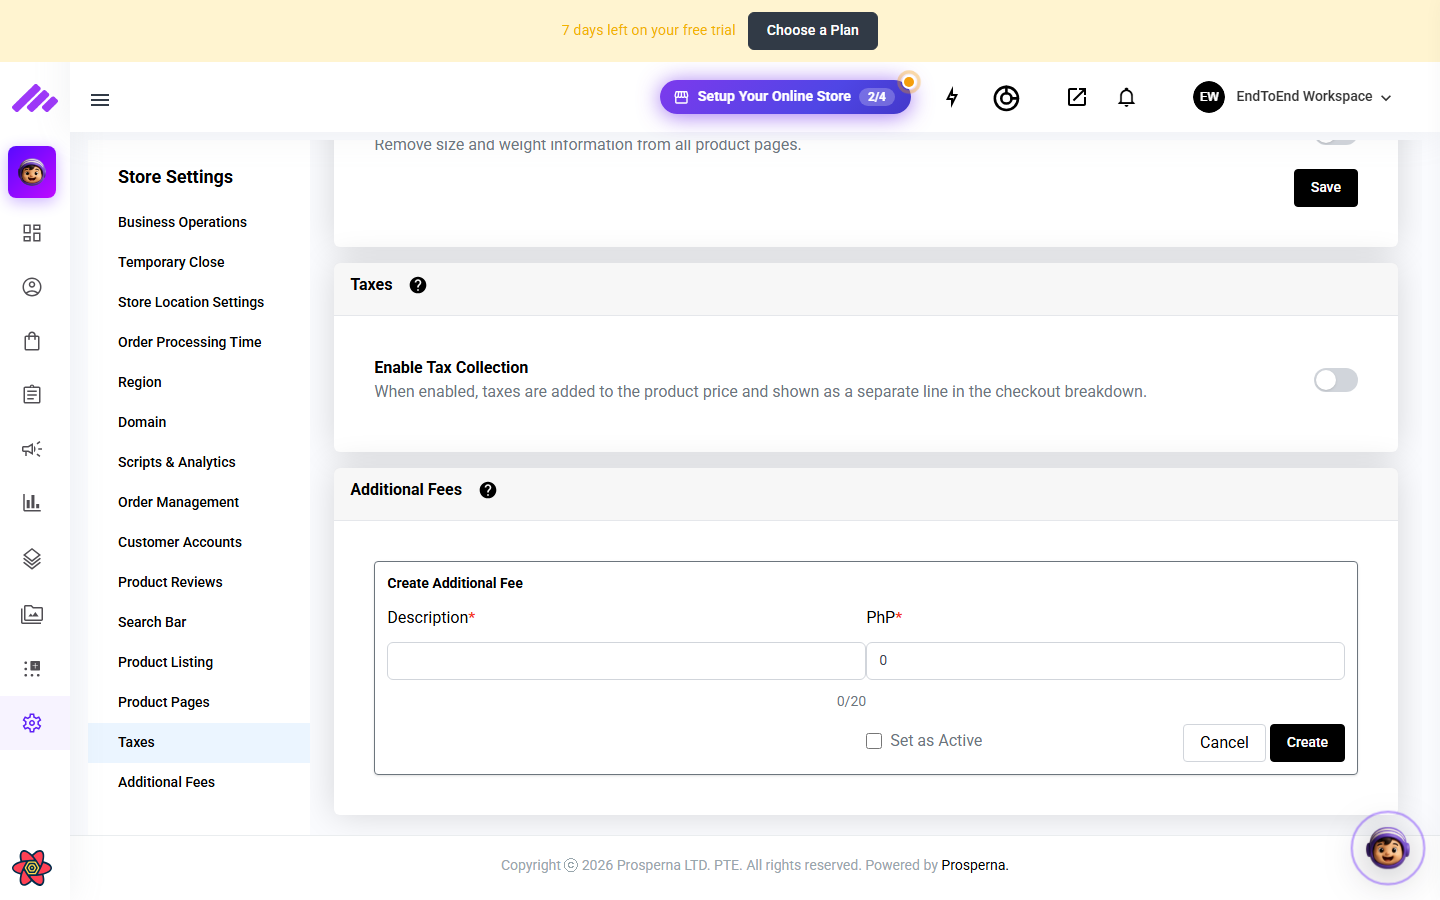 7 days left on your free trial Choose a Plan
Setup Your Online Store 2/4
EW EndToEnd Workspace
Store Settings
Business Operations
Temporary Close
Store Location Settings
Order Processing Time
Region
Domain
Scripts & Analytics
Order Management
Customer Accounts
Product Reviews
Search Bar
Product Listing
Product Pages
Taxes
Additional Fees
Remove size and weight information from all product pages.
Save
Taxes ?
Enable Tax Collection
When enabled, taxes are added to the product price and shown as a separate line in the checkout breakdown.
Additional Fees ?
Create Additional Fee
Description* PhP*
0
0/20
Set as Active Cancel Create
Copyright © 2026 Prosperna LTD. PTE. All rights reserved. Powered by Prosperna.